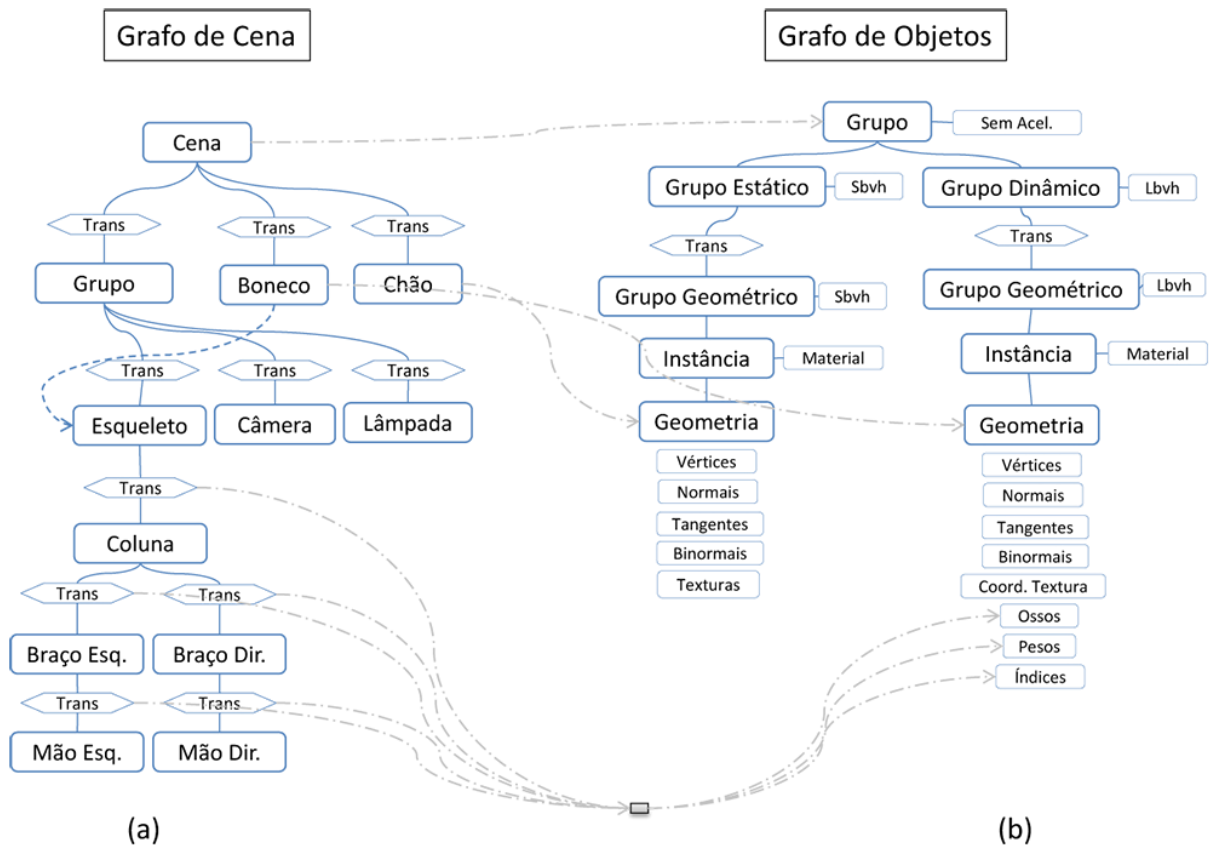 Grafo de Cena
Grafo de Objetos
Cena
Trans
Trans
Trans
Grupo
Boneco
Chão
Trans
Trans
Trans
Esqueleto
Câmera
Lâmpada
Trans
Coluna
Trans
Trans
Braço Esq.
Braço Dir.
Trans
Trans
Mão Esq.
Mão Dir.
(a)
Grupo
Sem Acel.
Grupo Estático
Sbvh
Grupo Dinâmico
Lbvh
Trans
Trans
Grupo Geométrico
Sbvh
Grupo Geométrico
Lbvh
Instância
Material
Instância
Material
Geometria
Geometria
Vértices
Normais
Tangentes
Binormais
Texturas
Vértices
Normais
Tangentes
Binormais
Coord. Textura
Ossos
Pesos
Índices
(b)